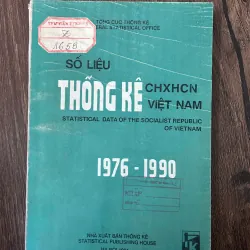 TỔNG CỤC THỐNG KÊ
GENERAL STATISTICAL OFFICE
SỐ LIỆU
THỐNG KÊ CHXHCN
VIỆT NAM
STATISTICAL DATA OF THE SOCIALIST REPUBLIC
OF VIETNAM
1976 - 1990
NHÀ XUẤT BẢN THỐNG KÊ
STATISTICAL PUBLISHING HOUSE